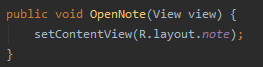 public void OpenNote(View view) {
setContentView(R.layout.note);
}